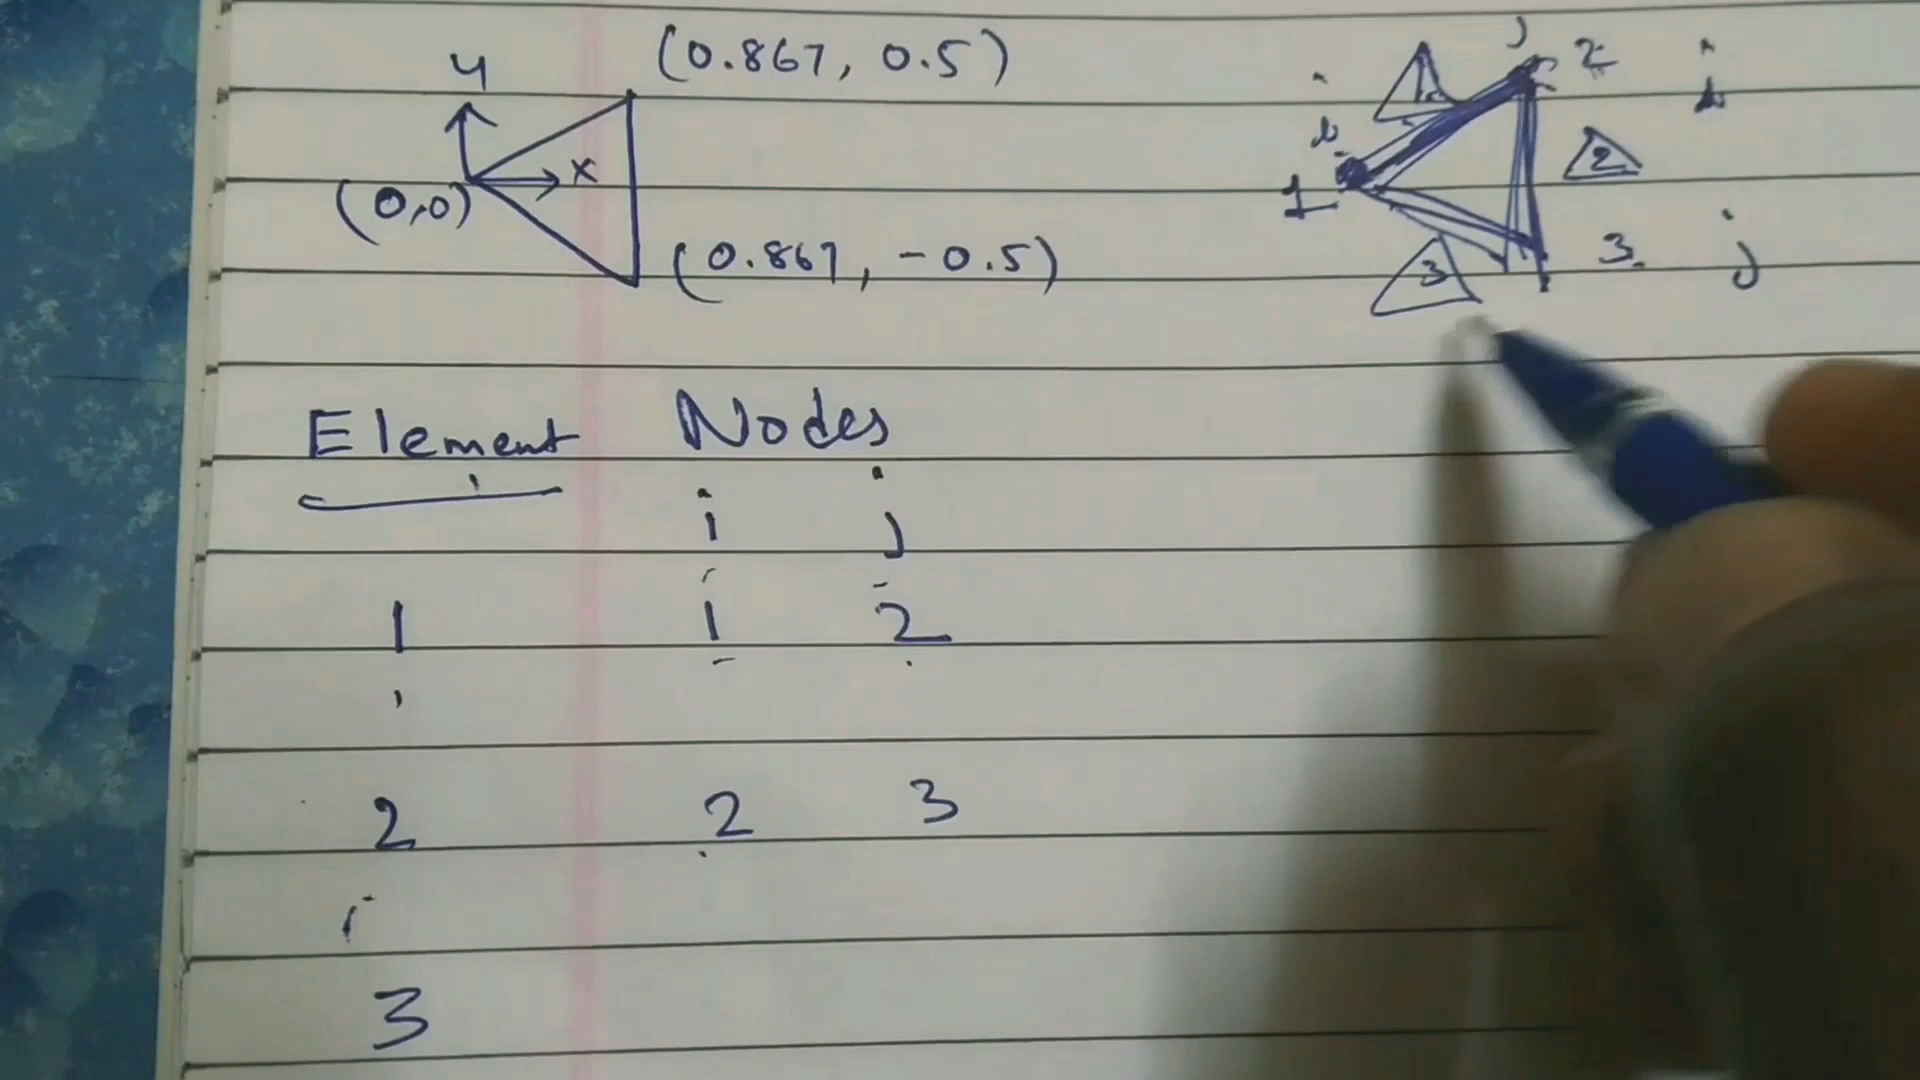 (0.867, 0.5)
y
x
(0,0)
(0.867, -0.5)
j
2 i
i
1
1
2
3. j
3
Element Nodes
i j
1 1 2
2 2 3
3